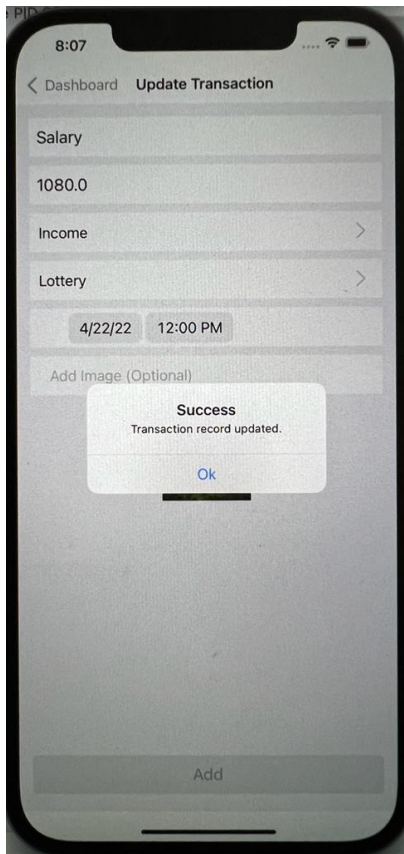 PID
8:07
Dashboard Update Transaction
Salary
1080.0
Income
Lottery
4/22/22 12:00 PM
Add Image (Optional)
Success
Transaction record updated.
Ok
Add